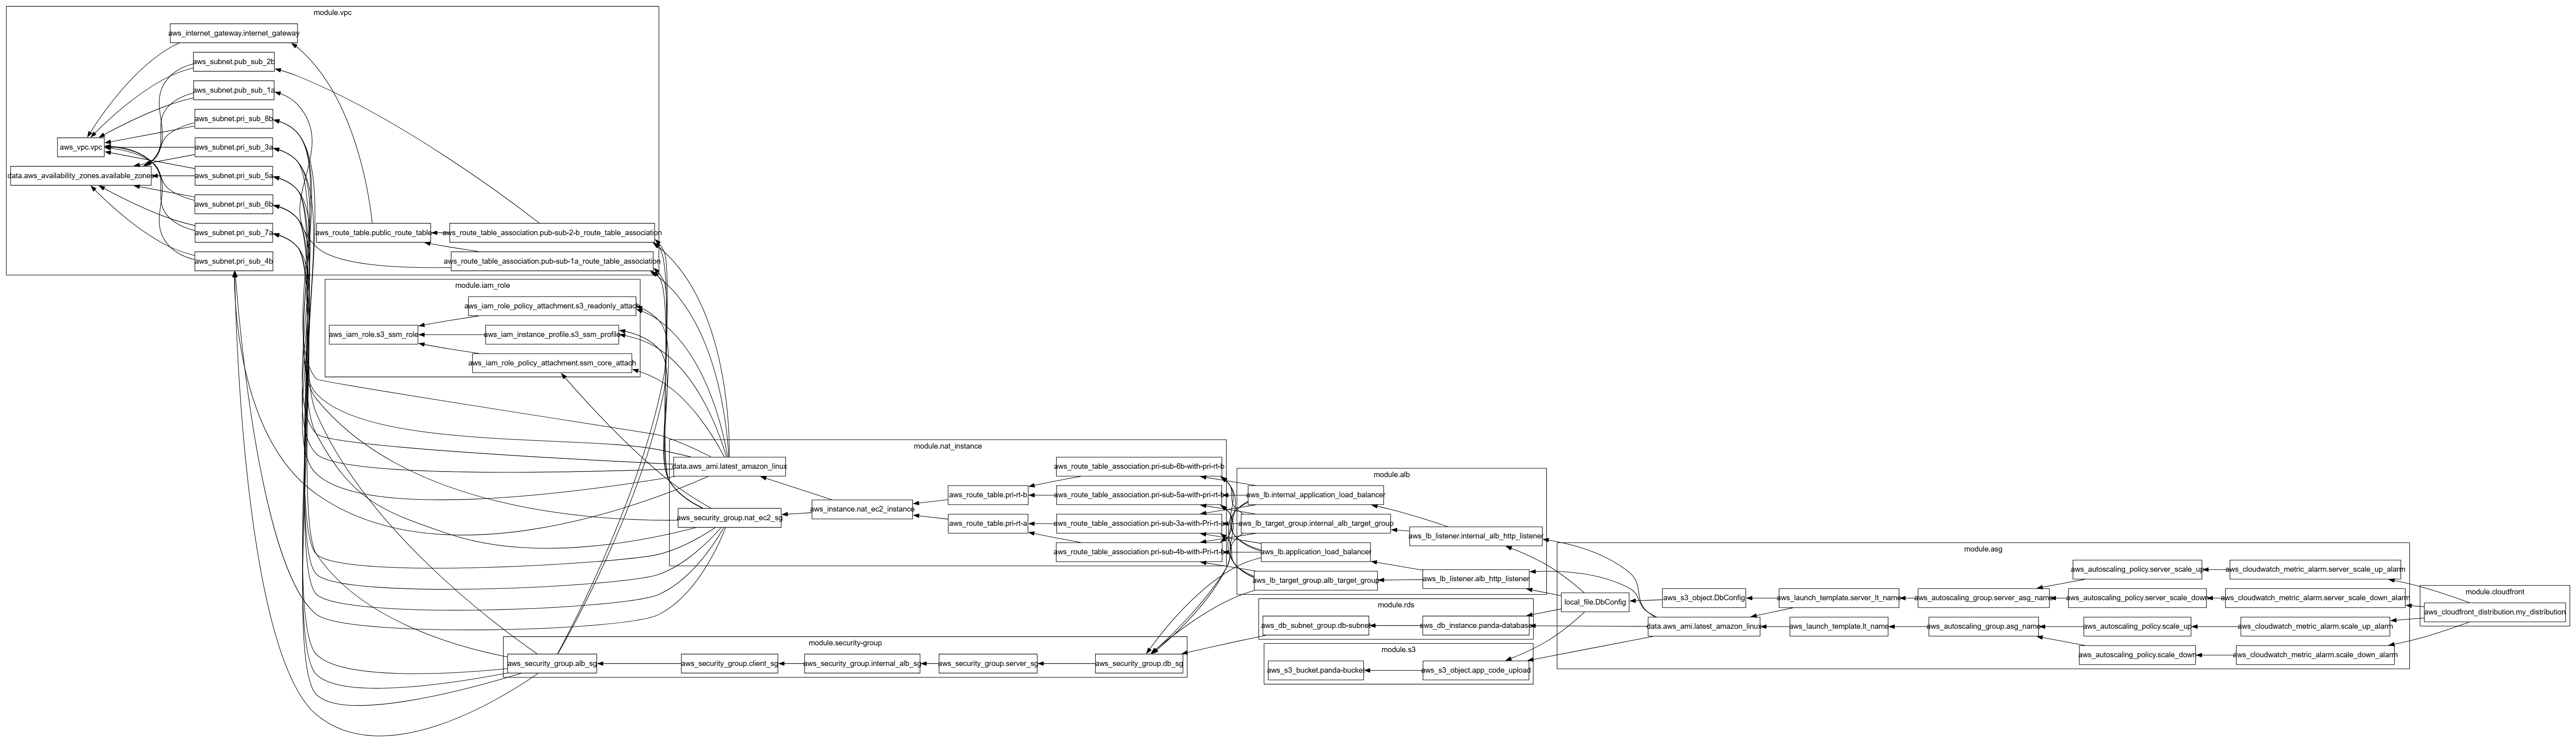 module.vpc
aws_internet_gateway.internet_gateway
aws_subnet.pub_sub_2b
aws_subnet.pub_sub_1a
aws_subnet.pri_sub_8b
aws_vpc.vpc
aws_subnet.pri_sub_3a
data.aws_availability_zones.available_zones
aws_subnet.pri_sub_5a
aws_subnet.pri_sub_6b
aws_subnet.pri_sub_7a
aws_route_table.public_route_table
aws_route_table_association.pub-sub-2-b_route_table_association
aws_subnet.pri_sub_4b
aws_route_table_association.pub-sub-1a_route_table_association
module.iam_role
aws_iam_role_policy_attachment.s3_readonly_attach
aws_iam_role.s3_ssm_role
aws_iam_instance_profile.s3_ssm_profile
aws_iam_role_policy_attachment.ssm_core_attach
module.nat_instance
data.aws_ami.latest_amazon_linux
aws_route_table_association.pri-sub-6b-with-pri-rt-b
aws_route_table.pri-rt-b
aws_route_table_association.pri-sub-5a-with-pri-rt-b
aws_instance.nat_ec2_instance
aws_security_group.nat_ec2_sg
aws_route_table.pri-rt-a
aws_route_table_association.pri-sub-3a-with-Pri-rt-a
aws_route_table_association.pri-sub-4b-with-Pri-rt-b
module.alb
aws_lb.internal_application_load_balancer
aws_lb_target_group.internal_alb_target_group
aws_lb_listener.internal_alb_http_listener
aws_lb.application_load_balancer
aws_lb_target_group.alb_target_group
aws_lb_listener.alb_http_listener
module.rds
aws_db_subnet_group.db-subnet
aws_db_instance.panda-database
module.security-group
aws_security_group.alb_sg
aws_security_group.client_sg
aws_security_group.internal_alb_sg
aws_security_group.server_sg
aws_security_group.db_sg
module.s3
aws_s3_bucket.panda-bucket
aws_s3_object.app_code_upload
local_file.DbConfig
module.asg
aws_autoscaling_policy.server_scale_up
aws_cloudwatch_metric_alarm.server_scale_up_alarm
aws_s3_object.DbConfig
aws_launch_template.server_lt_name
aws_autoscaling_group.server_asg_name
aws_autoscaling_policy.server_scale_down
aws_cloudwatch_metric_alarm.server_scale_down_alarm
data.aws_ami.latest_amazon_linux
aws_launch_template.lt_name
aws_autoscaling_group.asg_name
aws_autoscaling_policy.scale_up
aws_cloudwatch_metric_alarm.scale_up_alarm
aws_autoscaling_policy.scale_down
aws_cloudwatch_metric_alarm.scale_down_alarm
module.cloudfront
aws_cloudfront_distribution.my_distribution